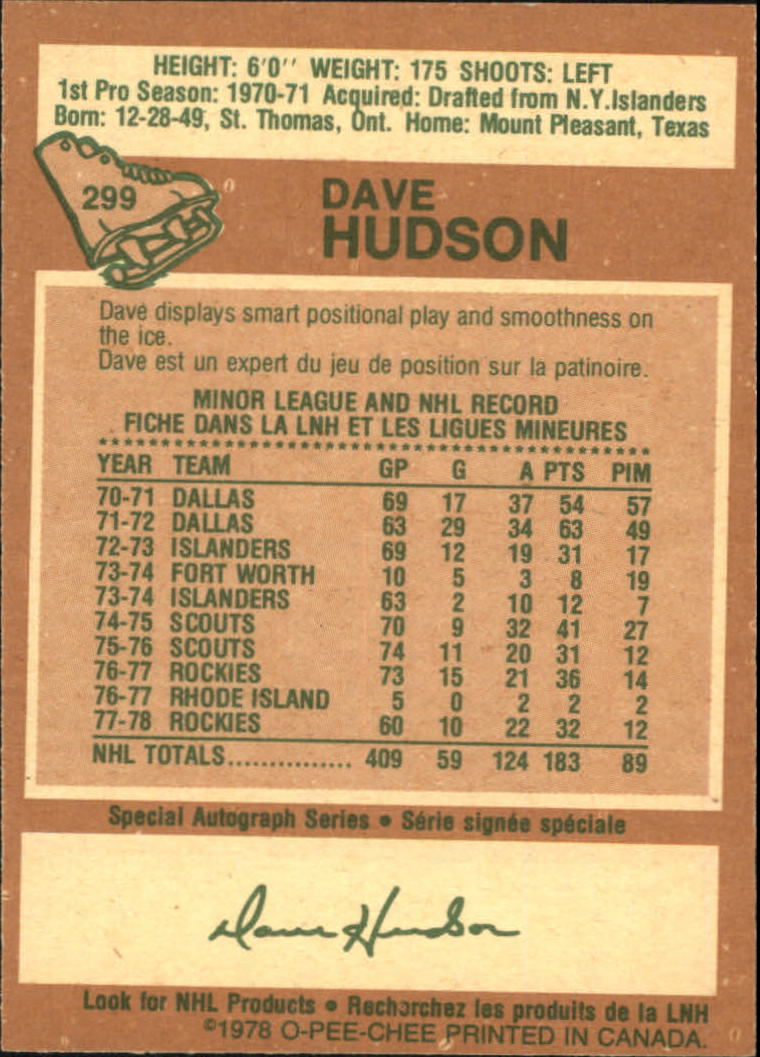 HEIGHT: 6'0'' WEIGHT: 175 SHOOTS: LEFT
1st Pro Season: 1970-71 Acquired: Drafted from N.Y.Islanders
Born: 12-28-49, St. Thomas, Ont. Home: Mount Pleasant, Texas
299
DAVE
HUDSON
Dave displays smart positional play and smoothness on
the ice.
Dave est un expert du jeu de position sur la patinoire.
MINOR LEAGUE AND NHL RECORD
FICHE DANS LA LNH ET LES LIGUES MINEURES
YEAR TEAM GP G A PTS PIM
70-71 DALLAS 69 17 37 54 57
71-72 DALLAS 63 29 34 63 49
72-73 ISLANDERS 69 12 19 31 17
73-74 FORT WORTH 10 5 3 8 19
73-74 ISLANDERS 63 2 10 12 7
74-75 SCOUTS 70 9 32 41 27
75-76 SCOUTS 74 11 20 31 12
76-77 ROCKIES 73 15 21 36 14
76-77 RHODE ISLAND 5 0 2 2 2
77-78 ROCKIES 60 10 22 32 12
NHL TOTALS............... 409 59 124 183 89
Special Autograph Series • Série signée spéciale
Dave Hudson
Look for NHL Products • Recherchez les produits de la LNH
©1978 O-PEE-CHEE PRINTED IN CANADA.